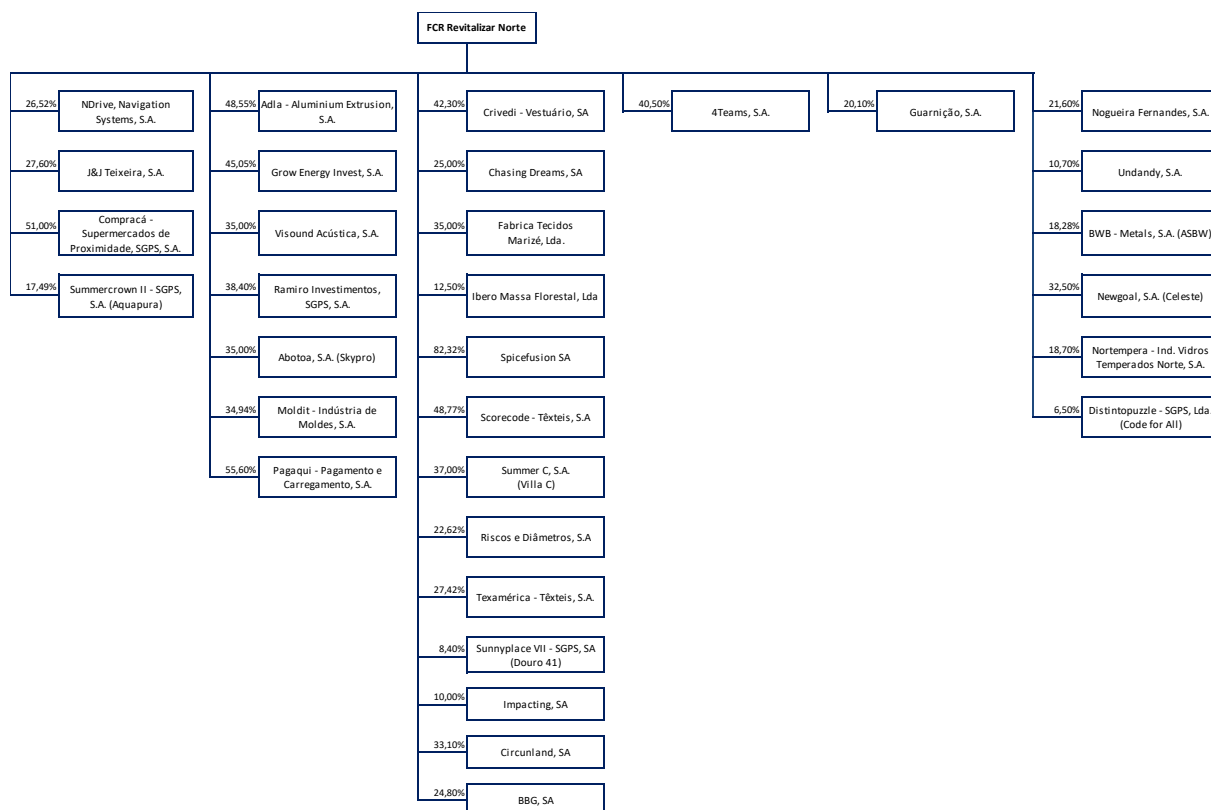 FCR Revitalizar Norte
26,52%
NDrive, Navigation
Systems, S.A.
27,60%
J&J Teixeira, S.A.
51,00%
Compracá -
Supermercados de
Proximidade, SGPS, S.A.
17,49%
Summercrown II - SGPS,
S.A. (Aquapura)
48,55%
Adla - Aluminium Extrusion,
S.A.
45,05%
Grow Energy Invest, S.A.
35,00%
Visound Acústica, S.A.
38,40%
Ramiro Investimentos,
SGPS, S.A.
35,00%
Abotoa, S.A. (Skypro)
34,94%
Moldit - Indústria de
Moldes, S.A.
55,60%
Pagaqui - Pagamento e
Carregamento, S.A.
42,30%
Crivedi - Vestuário, SA
25,00%
Chasing Dreams, SA
35,00%
Fabrica Tecidos
Marizé, Lda.
12,50%
Ibero Massa Florestal, Lda
82,32%
Spicefusion SA
48,77%
Scorecode - Têxteis, S.A
37,00%
Summer C, S.A.
(Villa C)
22,62%
Riscos e Diâmetros, S.A
27,42%
Texamérica - Têxteis, S.A.
8,40%
Sunnyplace VII - SGPS, SA
(Douro 41)
10,00%
Impacting, SA
33,10%
Circunland, SA
24,80%
BBG, SA
40,50%
4Teams, S.A.
20,10%
Guarnição, S.A.
21,60%
Nogueira Fernandes, S.A.
10,70%
Undandy, S.A.
18,28%
BWB - Metals, S.A. (ASBW)
32,50%
Newgoal, S.A. (Celeste)
18,70%
Nortempera - Ind. Vidros
Temperados Norte, S.A.
6,50%
Distintopuzzle - SGPS, Lda.
(Code for All)